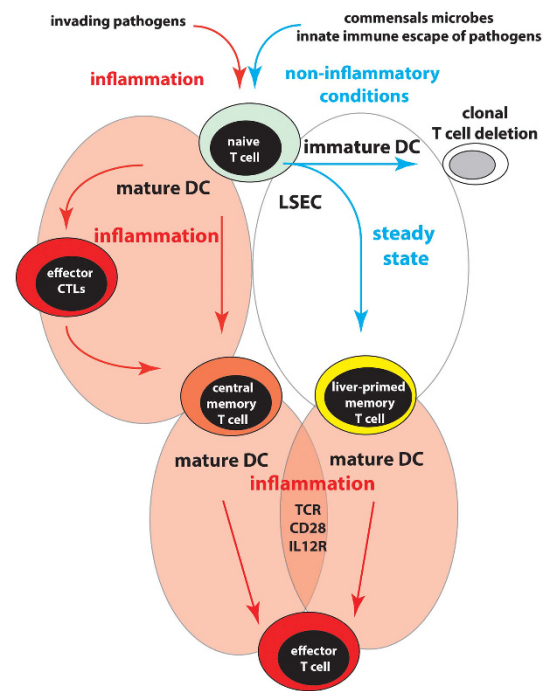 invading pathogens
commensals microbes
innate immune escape of pathogens
inflammation
non-inflammatory
conditions
clonal
T cell deletion
naive
T cell
immature DC
mature DC
LSEC
inflammation
steady
state
effector
CTLs
central
memory
T cell
liver-primed
memory
T cell
mature DC
mature DC
inflammation
TCR
CD28
IL12R
effector
T cell